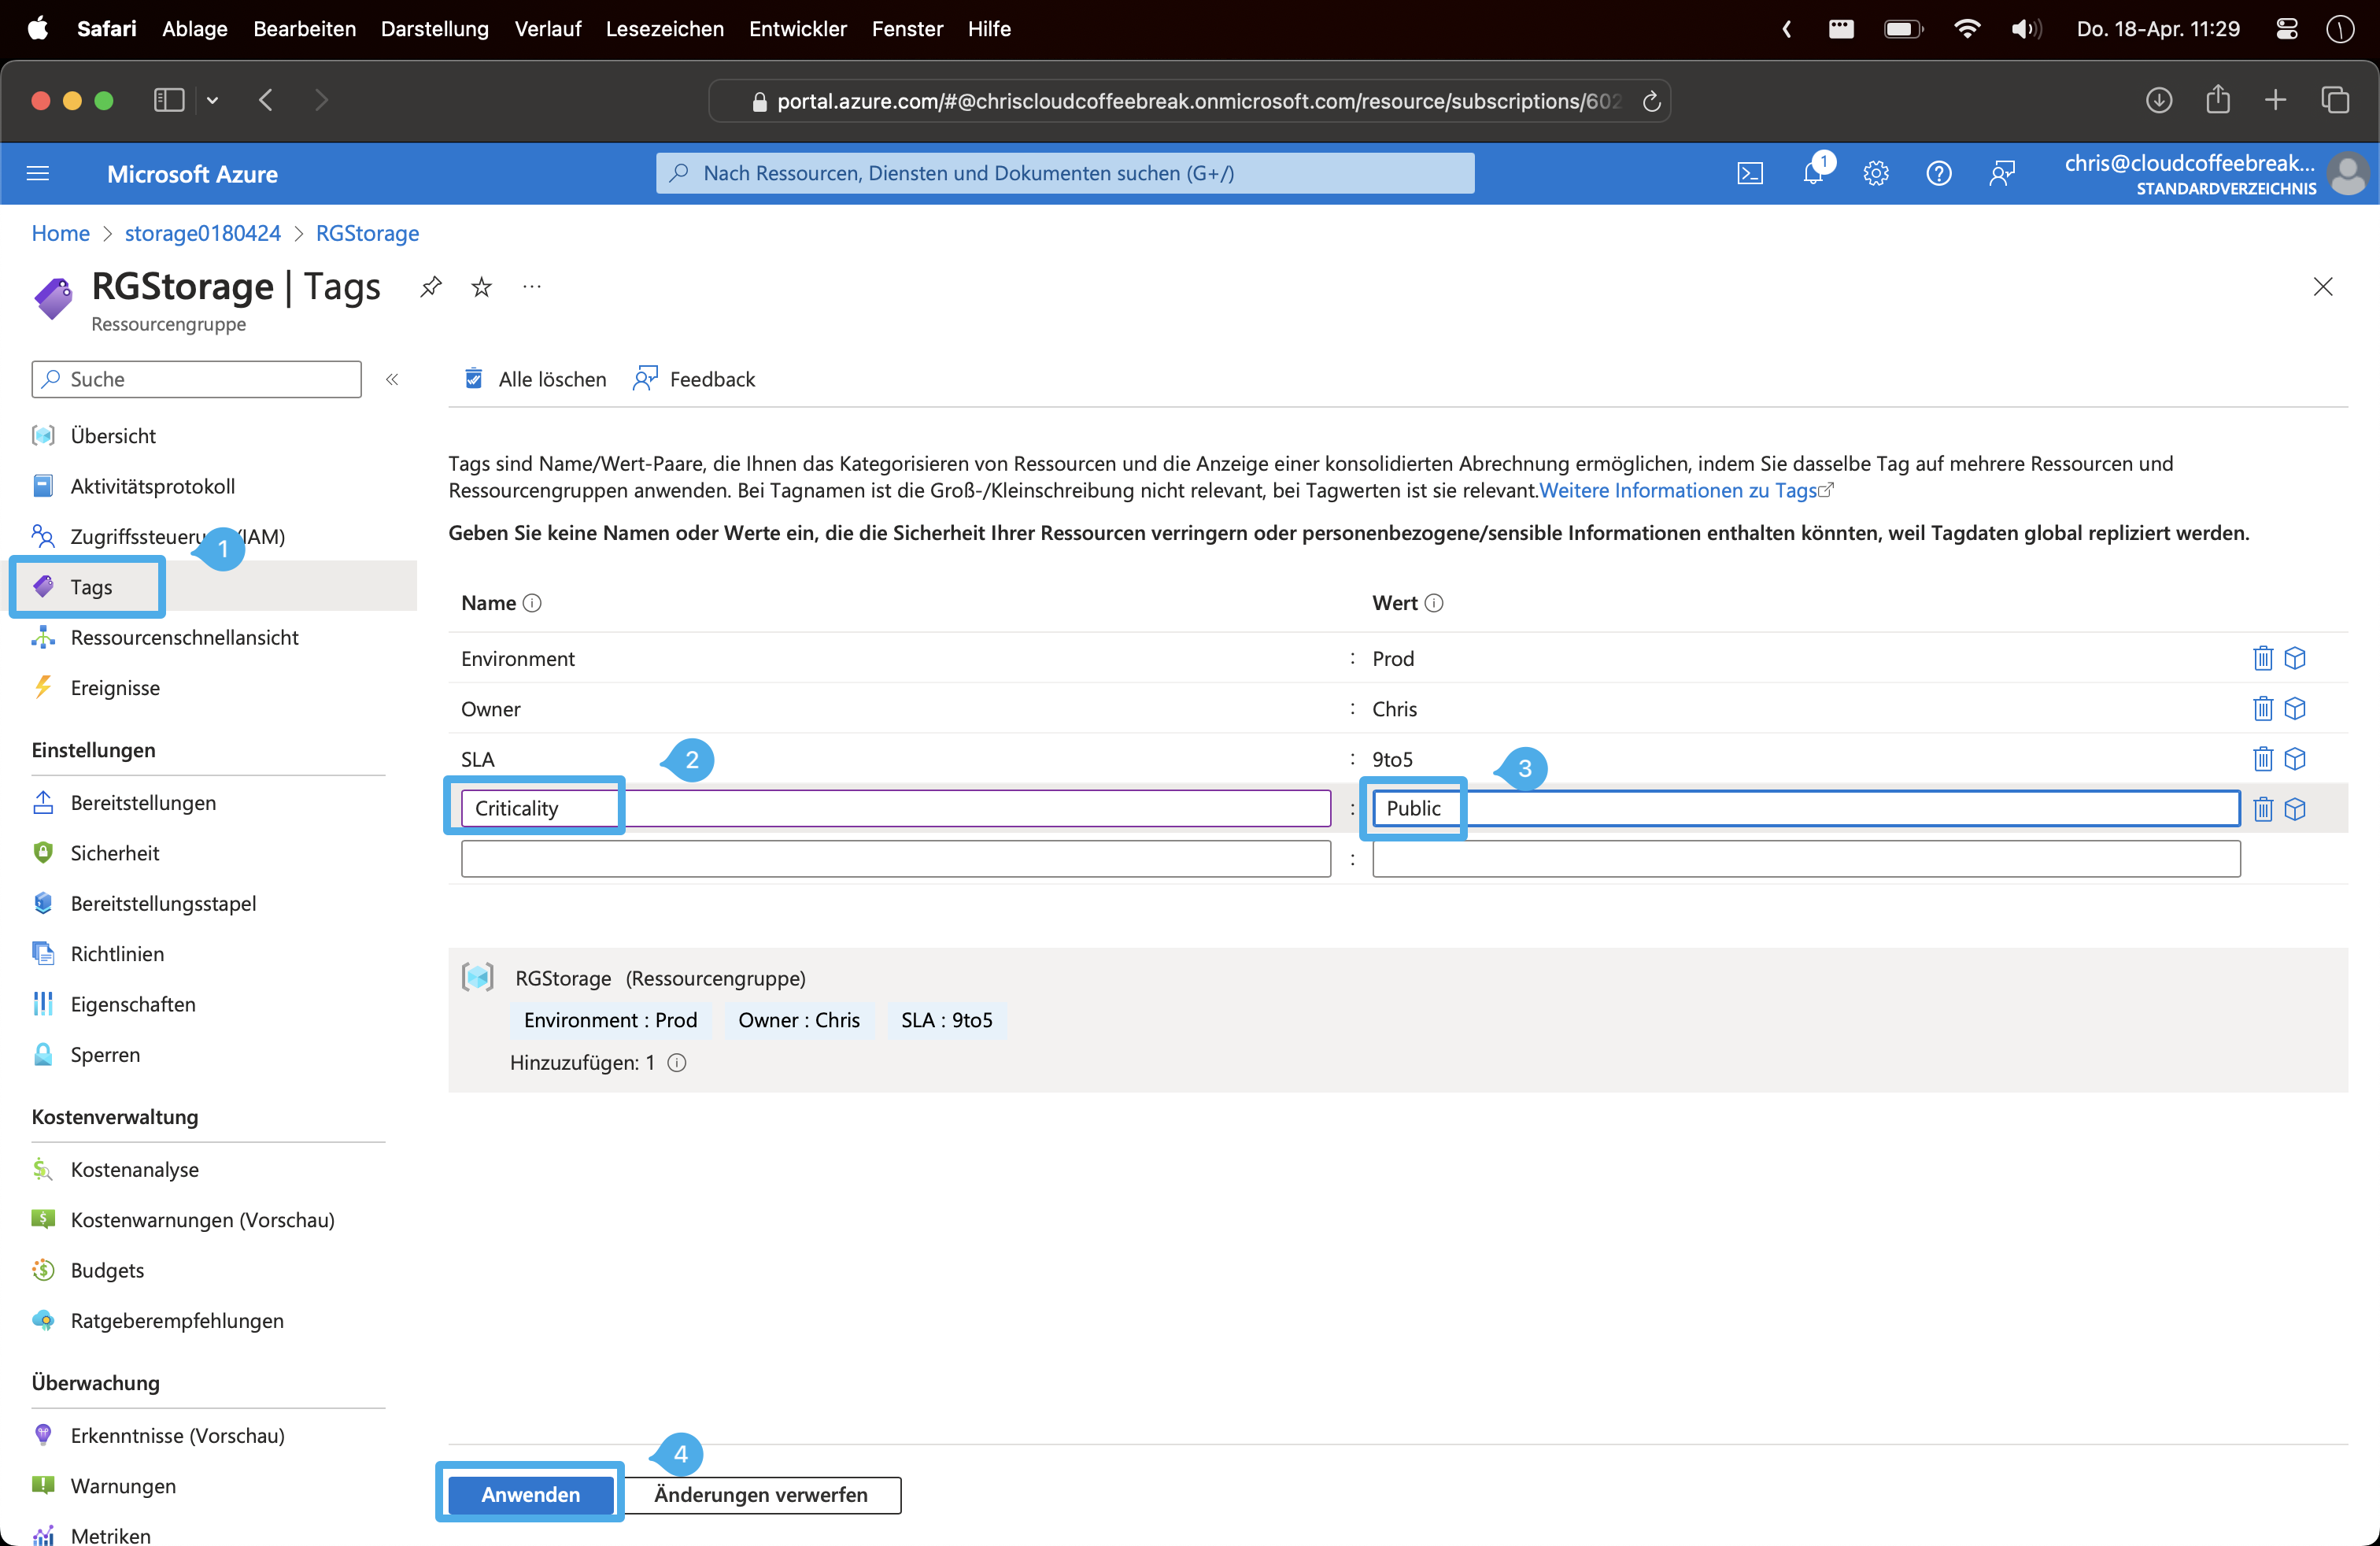 Safari Ablage Bearbeiten Darstellung Verlauf Lesezeichen Entwickler Fenster Hilfe Do. 18-Apr. 11:29
portal.azure.com/#@chriscloudcoffeebreak.onmicrosoft.com/resource/subscriptions/602
Microsoft Azure Nach Ressourcen, Diensten und Dokumenten suchen (G+/) 1 chris@cloudcoffeebreak...
STANDARDVERZEICHNIS
Home > storage0180424 > RGStorage
RGStorage | Tags ...
Ressourcengruppe
Suche «
Alle löschen Feedback
Übersicht
Aktivitätsprotokoll
Zugriffssteueru (IAM)
1
Tags
Ressourcenschnellansicht
Ereignisse
Einstellungen
Bereitstellungen
Sicherheit
Bereitstellungsstapel
Richtlinien
Eigenschaften
Sperren
Kostenverwaltung
Kostenanalyse
Kostenwarnungen (Vorschau)
Budgets
Ratgeberempfehlungen
Überwachung
Erkenntnisse (Vorschau)
Warnungen
Metriken
Tags sind Name/Wert-Paare, die Ihnen das Kategorisieren von Ressourcen und die Anzeige einer konsolidierten Abrechnung ermöglichen, indem Sie dasselbe Tag auf mehrere Ressourcen und
Ressourcengruppen anwenden. Bei Tagnamen ist die Groß-/Kleinschreibung nicht relevant, bei Tagwerten ist sie relevant.Weitere Informationen zu Tags
Geben Sie keine Namen oder Werte ein, die die Sicherheit Ihrer Ressourcen verringern oder personenbezogene/sensible Informationen enthalten könnten, weil Tagdaten global repliziert werden.
Name Wert
Environment : Prod
Owner : Chris
SLA : 9to5
2 3
Criticality : Public
:
RGStorage (Ressourcengruppe)
Environment : Prod Owner : Chris SLA : 9to5
Hinzuzufügen: 1
4
Anwenden Änderungen verwerfen